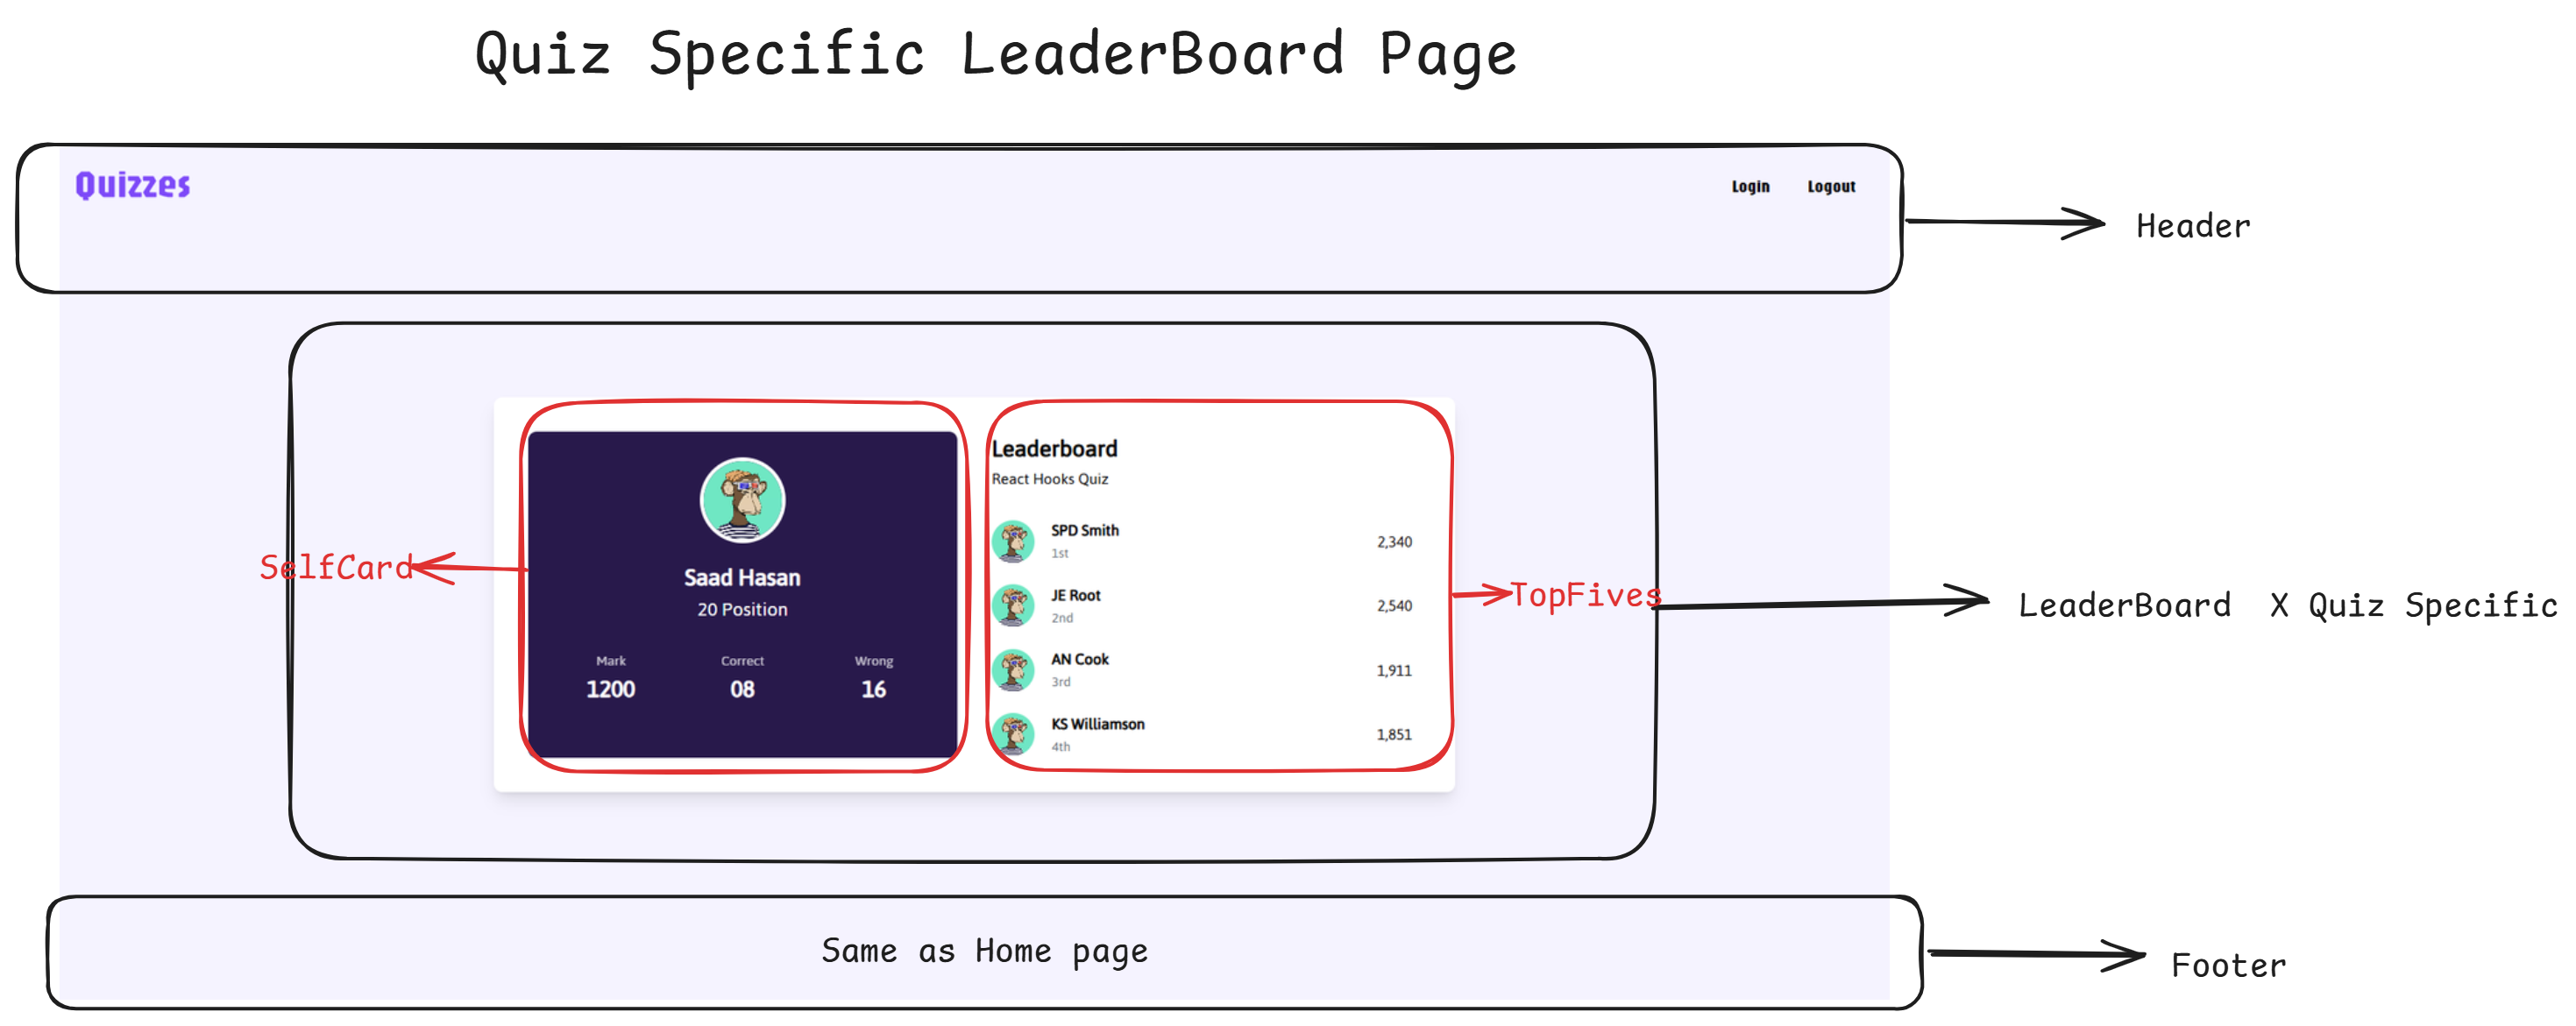 Quiz Specific LeaderBoard Page
Quizzes
Login
Logout
Header
SelfCard
Saad Hasan
20 Position
Mark
Correct
Wrong
1200
08
16
Leaderboard
React Hooks Quiz
SPD Smith
1st
2,340
JE Root
2nd
2,540
AN Cook
3rd
1,911
KS Williamson
4th
1,851
TopFives
LeaderBoard X Quiz Specific
Same as Home page
Footer